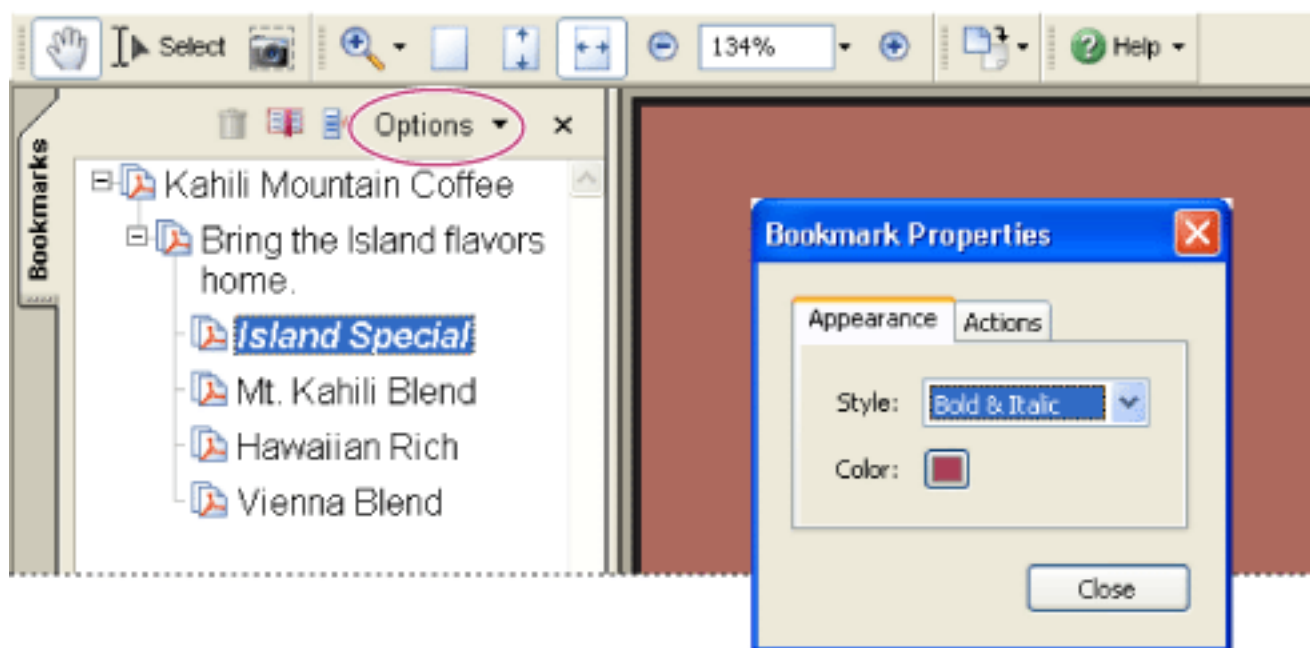 Select
134%
Help
Bookmarks
Options
Kahili Mountain Coffee
Bring the Island flavors
home.
Island Special
Mt. Kahili Blend
Hawaiian Rich
Vienna Blend
Bookmark Properties
Appearance Actions
Style: Bold & Italic
Color:
Close